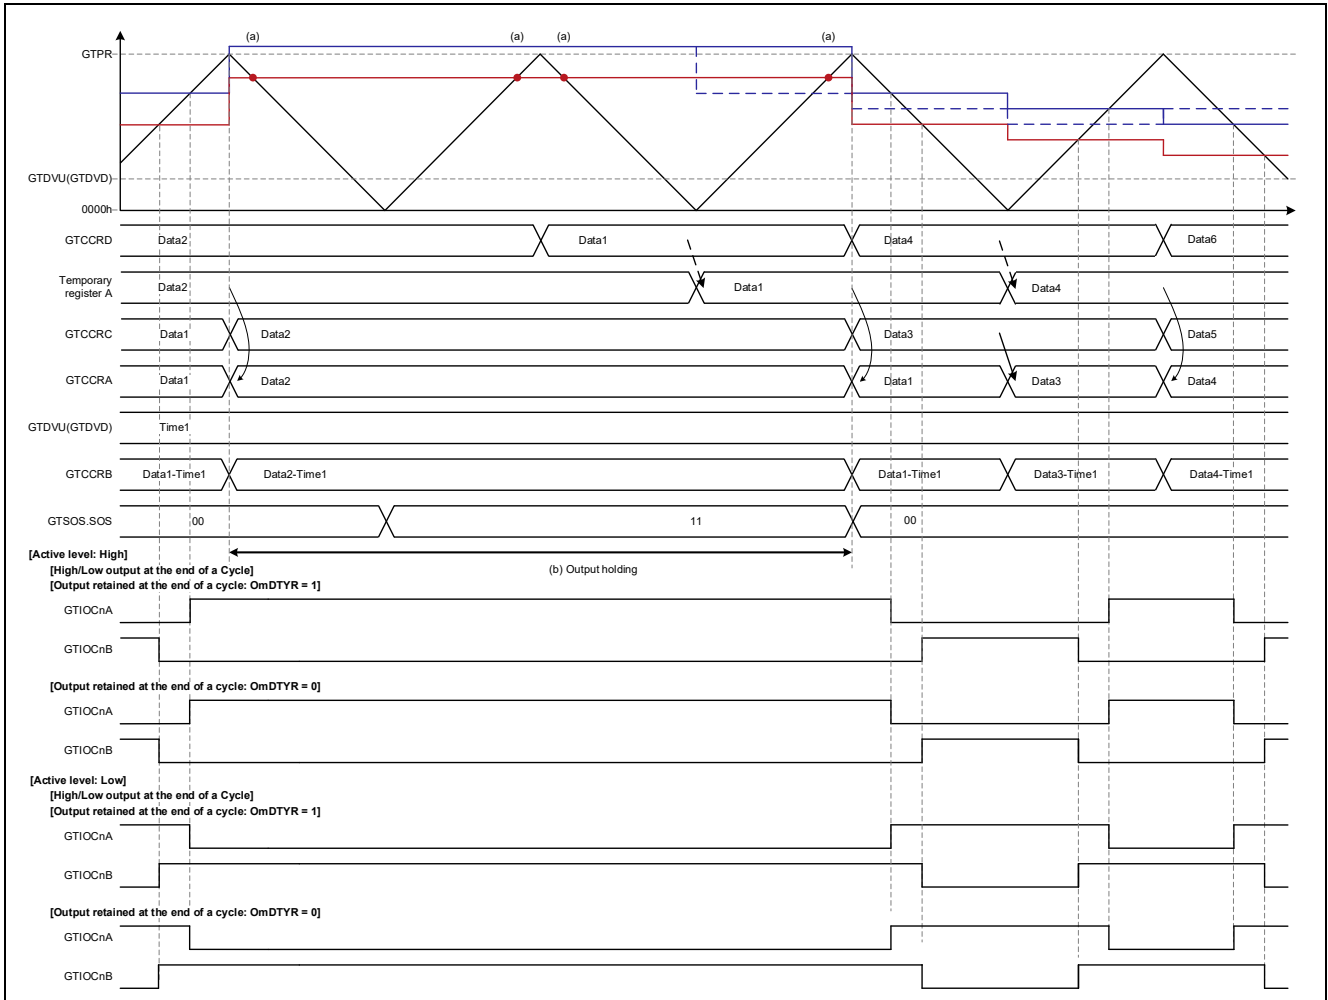 (a) (a) (a) (a)
GTPR
GTDVU(GTDVD)
0000h
GTCCRD Data2 Data1 Data4 Data6
Temporary
register A Data2 Data1 Data4
GTCCRC Data1 Data2 Data3 Data5
GTCCRA Data1 Data2 Data1 Data3 Data4
GTDVU(GTDVD) Time1
GTCCRB Data1-Time1 Data2-Time1 Data1-Time1 Data3-Time1 Data4-Time1
GTSOS.SOS 00 11 00
[Active level: High]
[High/Low output at the end of a Cycle] (b) Output holding
[Output retained at the end of a cycle: OmDTYR = 1]
GTIOCnA
GTIOCnB
[Output retained at the end of a cycle: OmDTYR = 0]
GTIOCnA
GTIOCnB
[Active level: Low]
[High/Low output at the end of a Cycle]
[Output retained at the end of a cycle: OmDTYR = 1]
GTIOCnA
GTIOCnB
[Output retained at the end of a cycle: OmDTYR = 0]
GTIOCnA
GTIOCnB